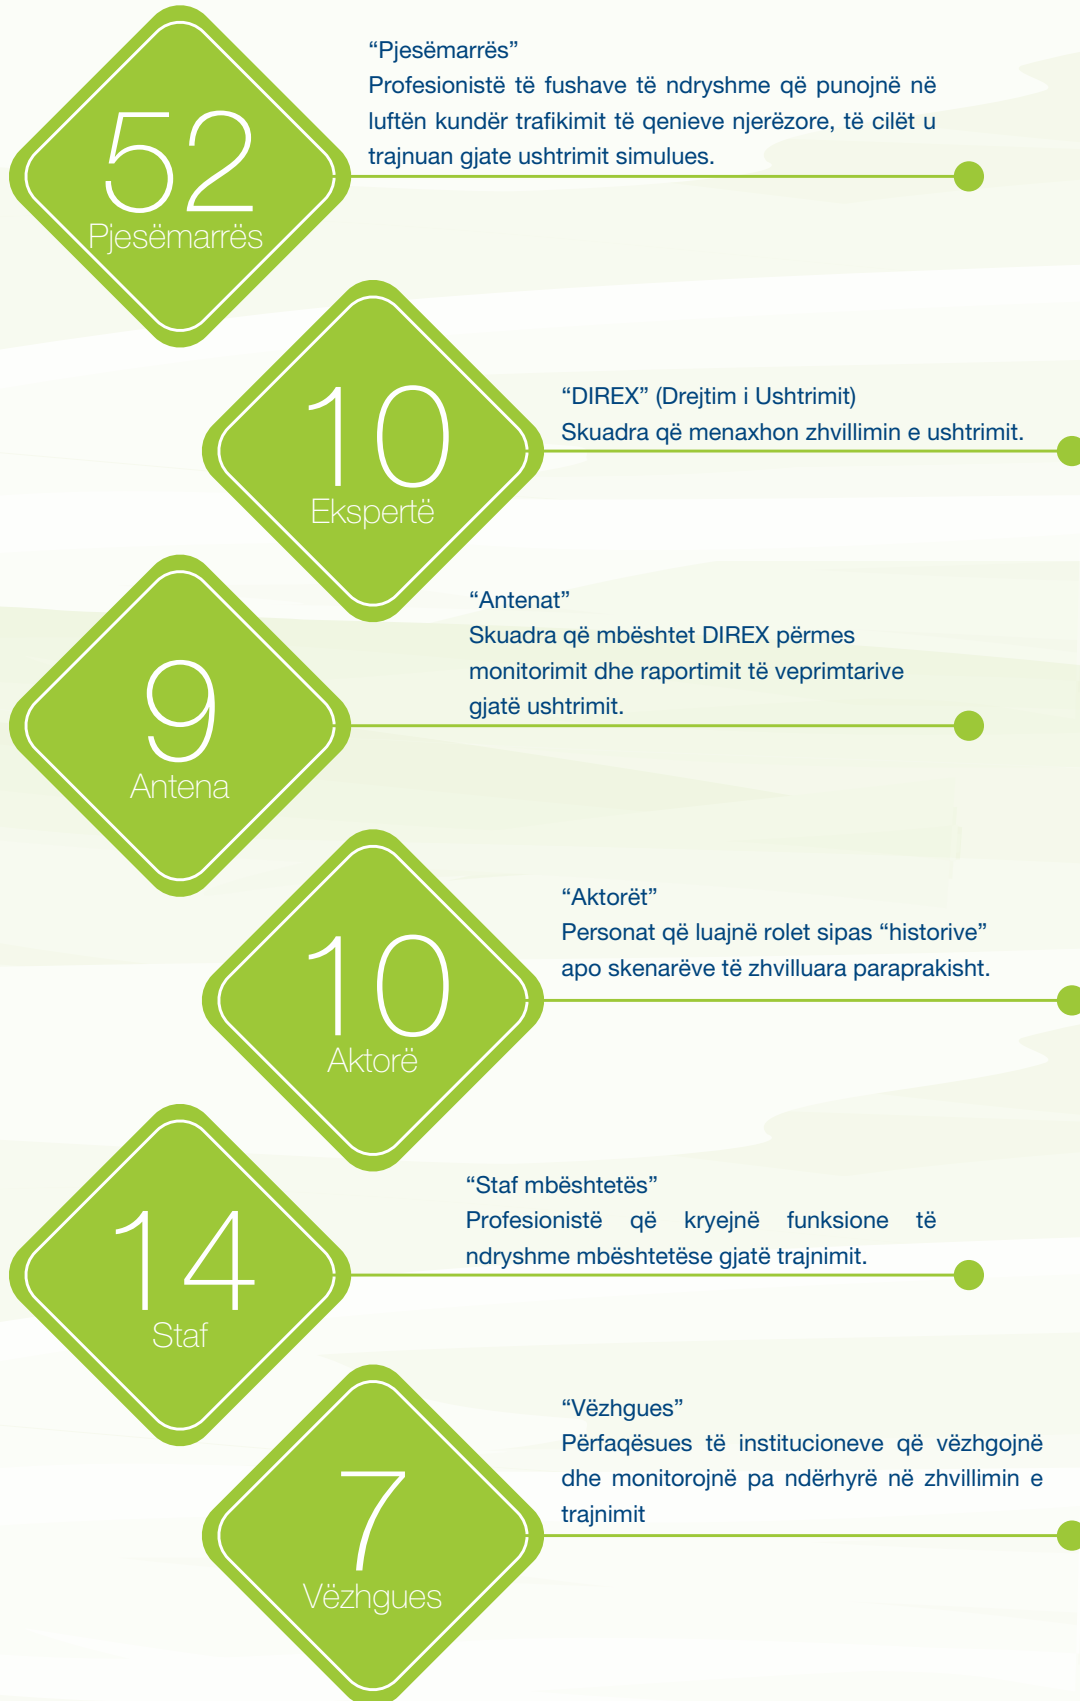 52
Pjesëmarrës
“Pjesëmarrës”
Profesionistë të fushave të ndryshme që punojnë në
luftën kundër trafikimit të qenieve njerëzore, të cilët u
trajnuan gjate ushtrimit simulues.
10
Ekspertë
“DIREX” (Drejtim i Ushtrimit)
Skuadra që menaxhon zhvillimin e ushtrimit.
9
Antena
“Antenat”
Skuadra që mbështet DIREX përmes
monitorimit dhe raportimit të veprimtarive
gjatë ushtrimit.
10
Aktorë
“Aktorët”
Personat që luajnë rolet sipas “historive”
apo skenarëve të zhvilluara paraprakisht.
14
Staf
“Staf mbështetës”
Profesionistë që kryejnë funksione të
ndryshme mbështetëse gjatë trajnimit.
7
Vëzhgues
“Vëzhgues”
Përfaqësues të institucioneve që vëzhgojnë
dhe monitorojnë pa ndërhyrë në zhvillimin e
trajnimit